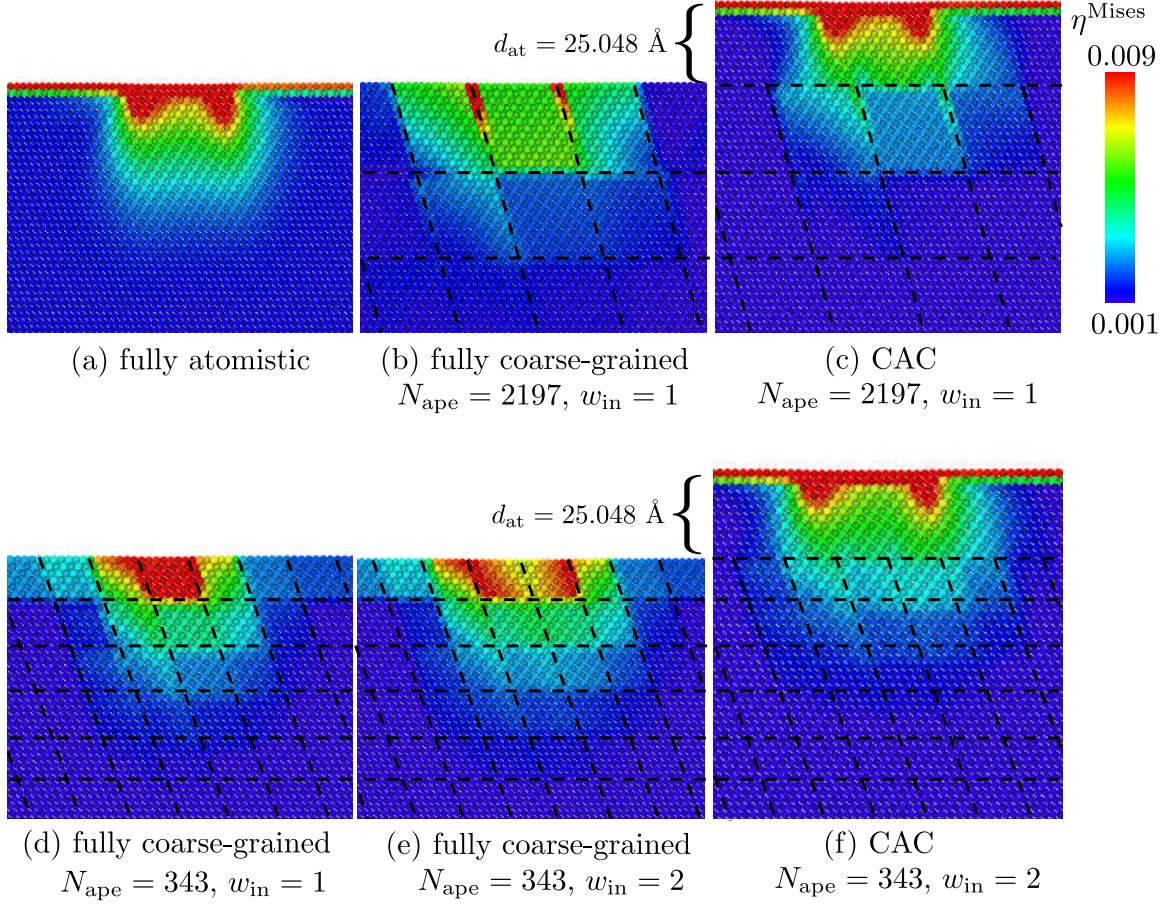 d_at = 25.048 Å
η^Mises
0.009
0.001
(a) fully atomistic
(b) fully coarse-grained
N_ape = 2197, w_in = 1
(c) CAC
N_ape = 2197, w_in = 1
d_at = 25.048 Å
(d) fully coarse-grained
N_ape = 343, w_in = 1
(e) fully coarse-grained
N_ape = 343, w_in = 2
(f) CAC
N_ape = 343, w_in = 2